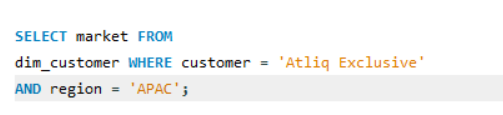 SELECT market FROM
dim_customer WHERE customer = 'Atliq Exclusive'
AND region = 'APAC';